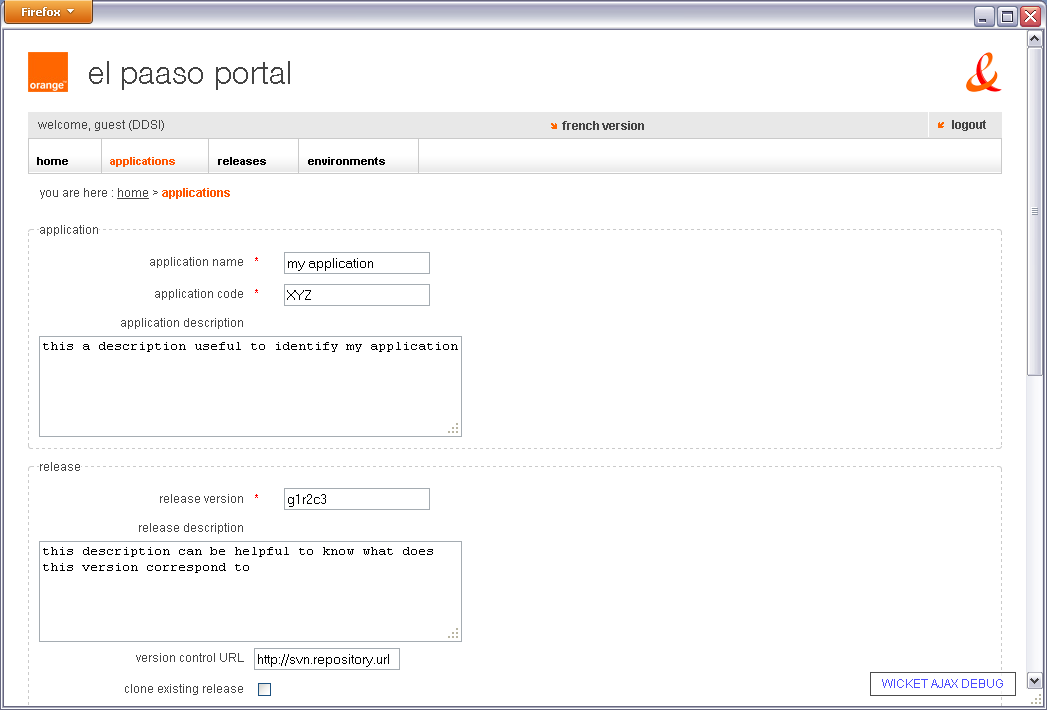 Firefox
orange™
el paaso portal
&
welcome, guest (DDSI)
french version
logout
home
applications
releases
environments
you are here : home > applications
application
application name *
my application
application code *
XYZ
application description
this a description useful to identify my application
release
release version *
g1r2c3
release description
this description can be helpful to know what does
this version correspond to
version control URL
http://svn.repository.url
clone existing release
WICKET AJAX DEBUG